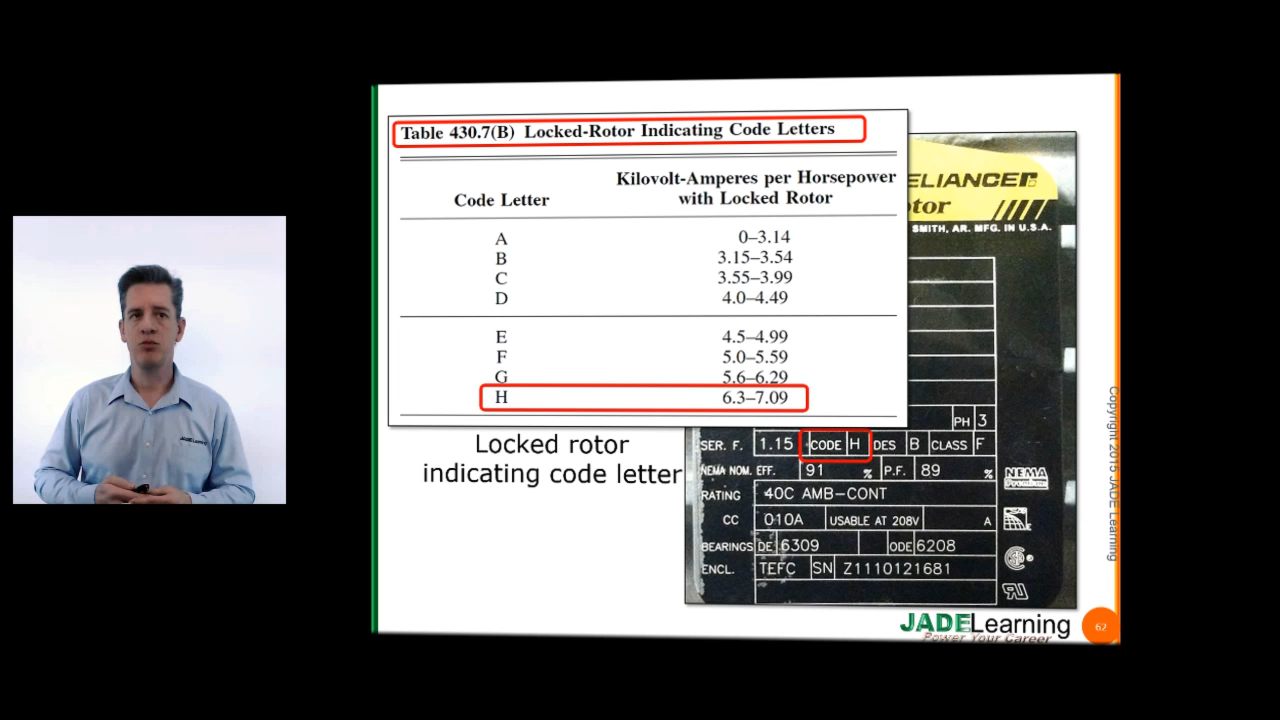 Table 430.7(B) Locked-Rotor Indicating Code Letters
Code Letter
Kilovolt-Amperes per Horsepower
with Locked Rotor
A 0–3.14
B 3.15–3.54
C 3.55–3.99
D 4.0–4.49
E 4.5–4.99
F 5.0–5.59
G 5.6–6.29
H 6.3–7.09
Locked rotor
indicating code letter
ELIANCER
otor
SMITH, AR. MFG. IN U.S.A.
PH 3
SER. F. 1.15 CODE H DES B CLASS F
NEMA NOM. EFF. 91 % P.F. 89 %
RATING 40C AMB-CONT
CC 010A USABLE AT 208V A
BEARINGS DE 6309 ODE 6208
ENCL. TEFC SN Z1110121681
NEMA
JADE Learning
Power Your Career
62
Copyright 2015 JADE Learning